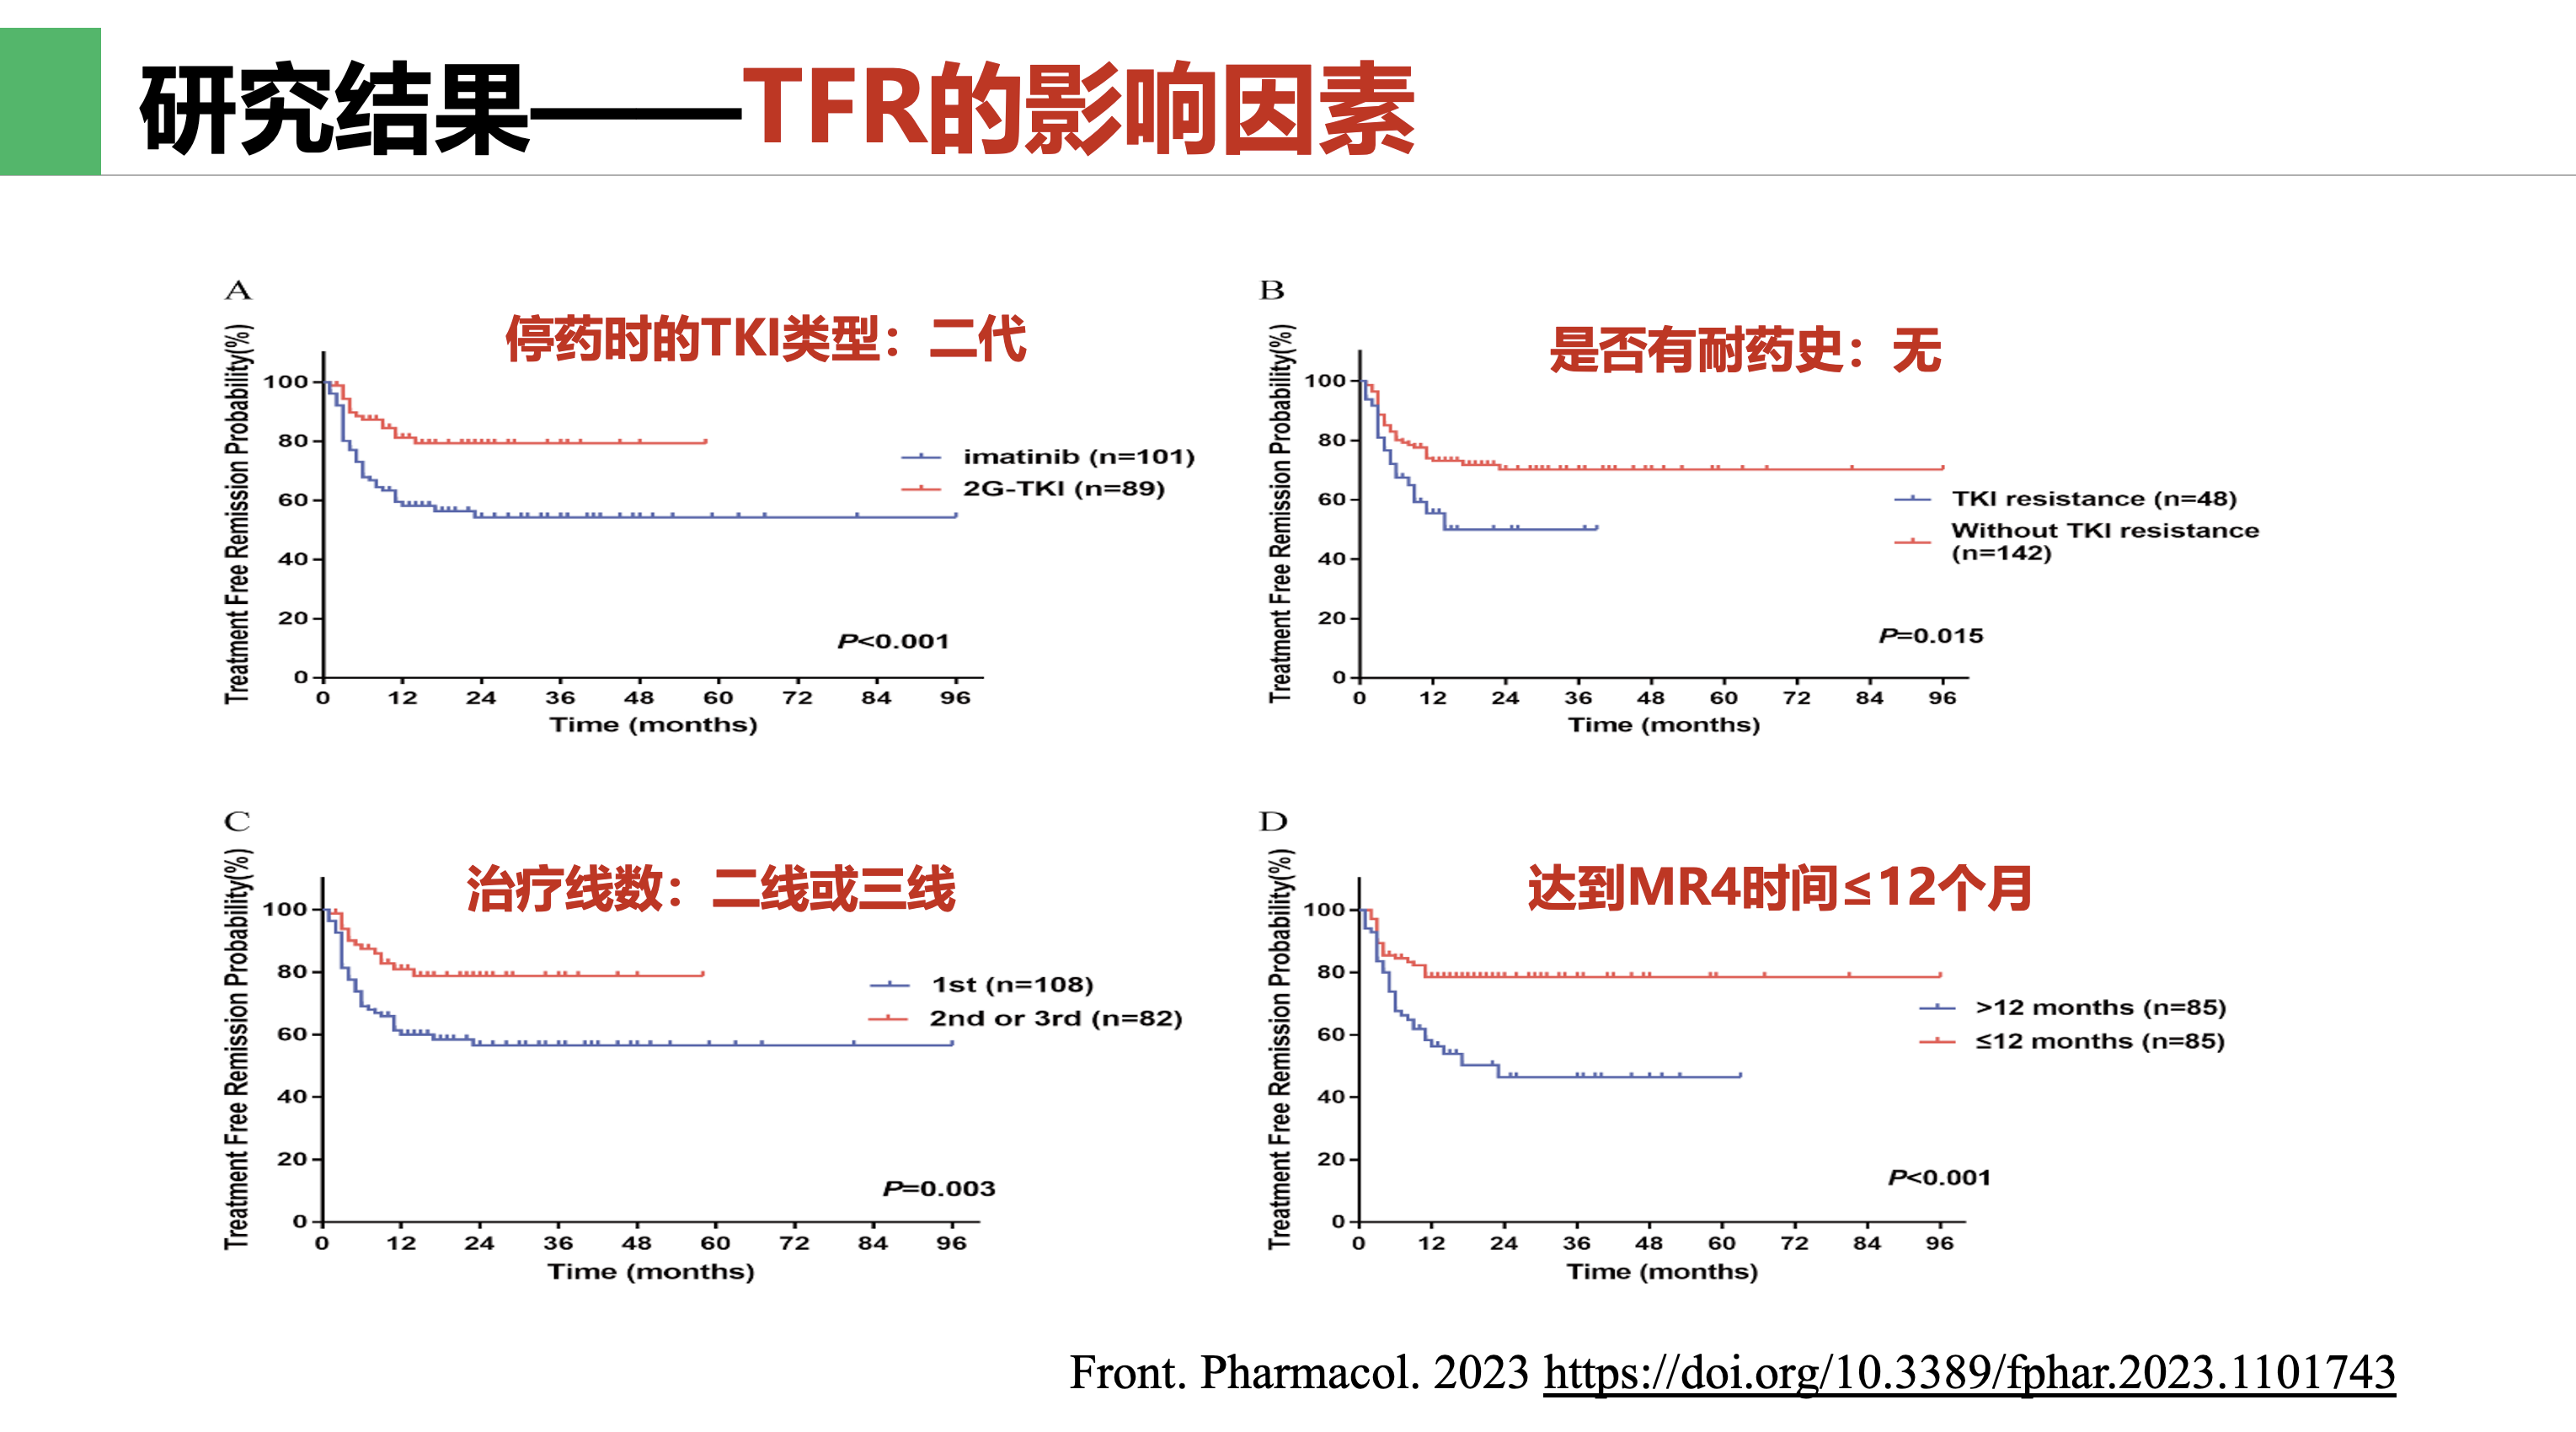 研究结果——TFR的影响因素
A
停药时的TKI类型：二代
Treatment Free Remission Probability(%)
100
80
60
40
20
0
0 12 24 36 48 60 72 84 96
Time (months)
imatinib (n=101)
2G-TKI (n=89)
P<0.001
B
是否有耐药史：无
Treatment Free Remission Probability(%)
100
80
60
40
20
0
0 12 24 36 48 60 72 84 96
Time (months)
TKI resistance (n=48)
Without TKI resistance
(n=142)
P=0.015
C
治疗线数：二线或三线
Treatment Free Remission Probability(%)
100
80
60
40
20
0
0 12 24 36 48 60 72 84 96
Time (months)
1st (n=108)
2nd or 3rd (n=82)
P=0.003
D
达到MR4时间≤12个月
Treatment Free Remission Probability(%)
100
80
60
40
20
0
0 12 24 36 48 60 72 84 96
Time (months)
>12 months (n=85)
≤12 months (n=85)
P<0.001
Front. Pharmacol. 2023 https://doi.org/10.3389/fphar.2023.1101743